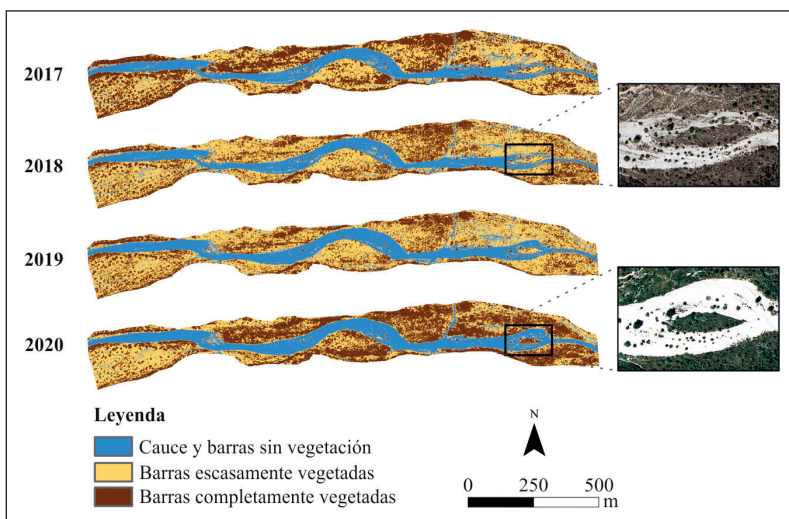 2017
2018
2019
2020
Leyenda
Cauce y barras sin vegetación
Barras escasamente vegetadas
Barras completamente vegetadas
N
0 250 500
m